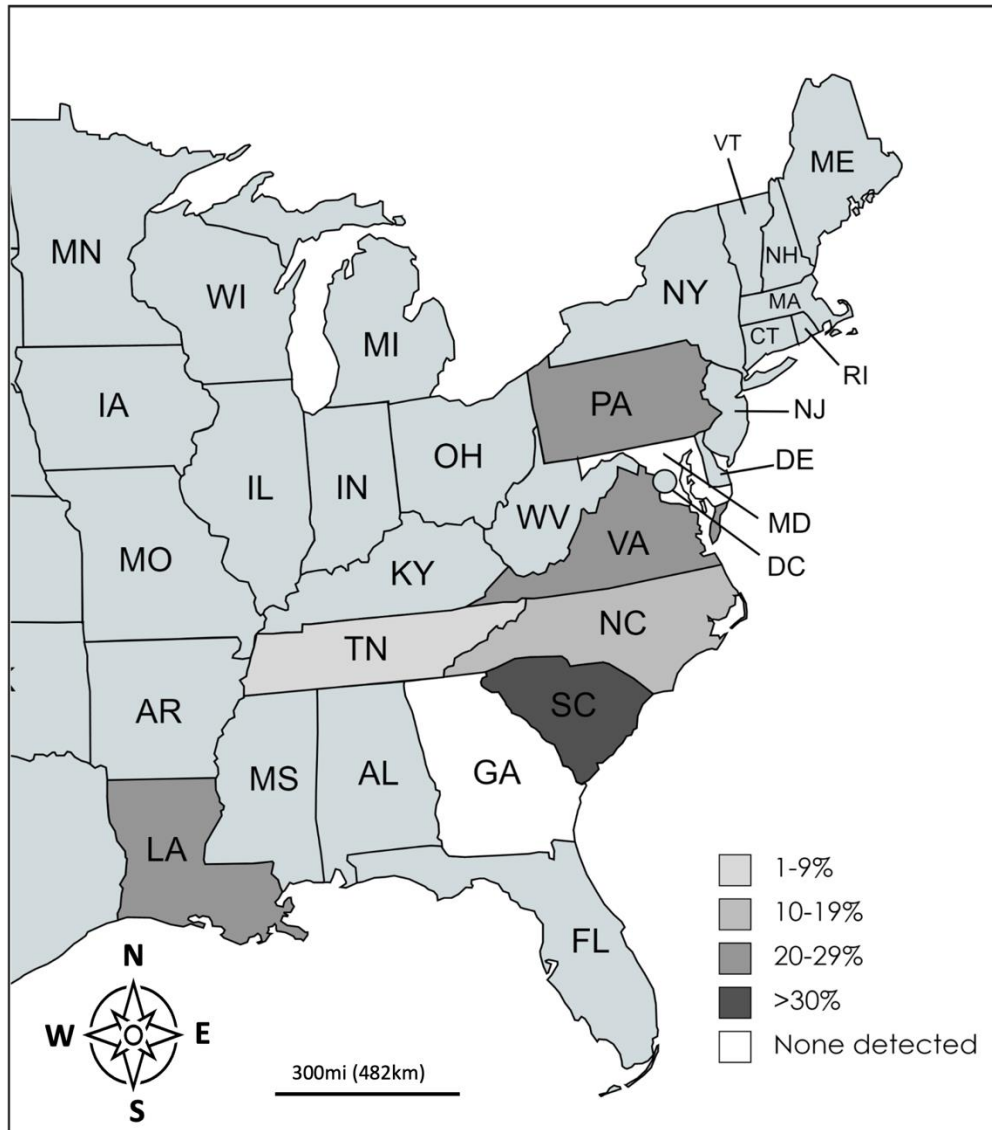 VT
ME
MN
NH
WI
NY
MA
MI
CT
RI
IA
PA
NJ
OH
DE
IL
IN
WV
MD
MO
VA
DC
KY
NC
TN
SC
AR
MS
AL
GA
LA
FL
1-9%
10-19%
20-29%
>30%
None detected
N
W
E
S
300mi (482km)